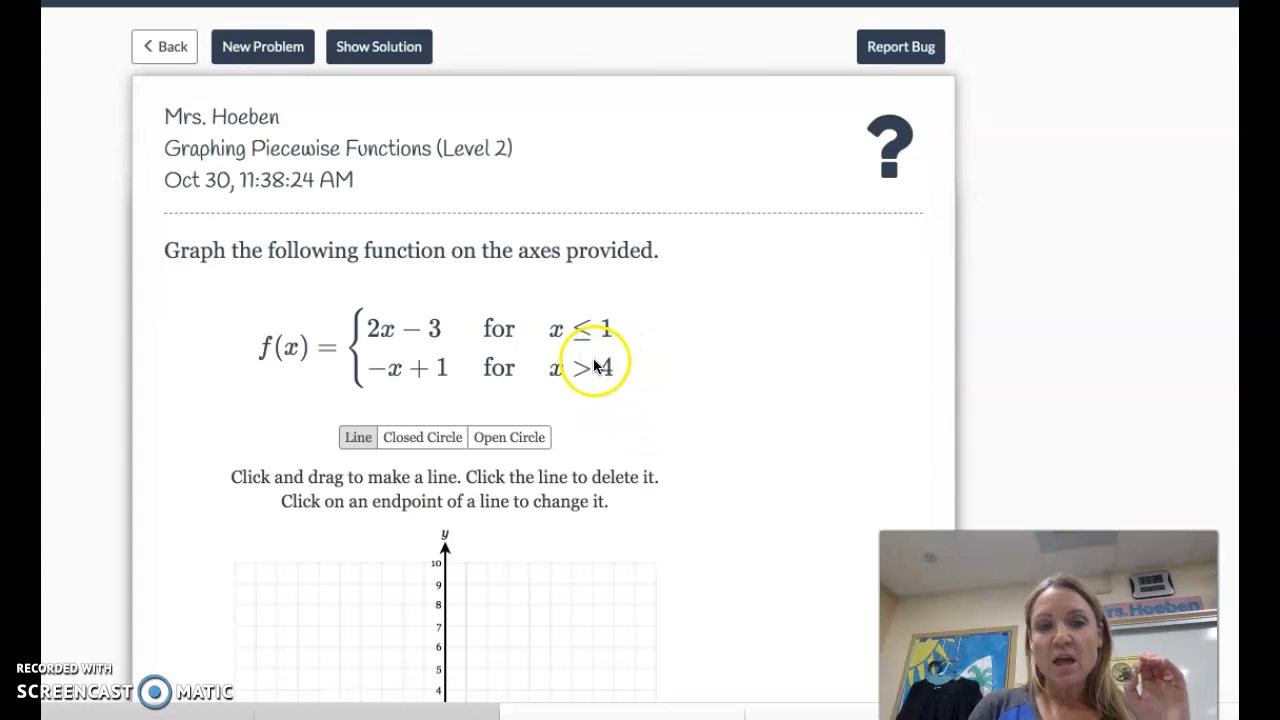 Back New Problem Show Solution Report Bug
Mrs. Hoeben
Graphing Piecewise Functions (Level 2)
Oct 30, 11:38:24 AM
?
Graph the following function on the axes provided.
f(x) = { 2x − 3 for x ≤ 1
−x + 1 for x > 4
Line Closed Circle Open Circle
Click and drag to make a line. Click the line to delete it.
Click on an endpoint of a line to change it.
y
10
9
8
7
6
5
4
Mrs. Hoeben
RECORDED WITH
SCREENCAST MATIC